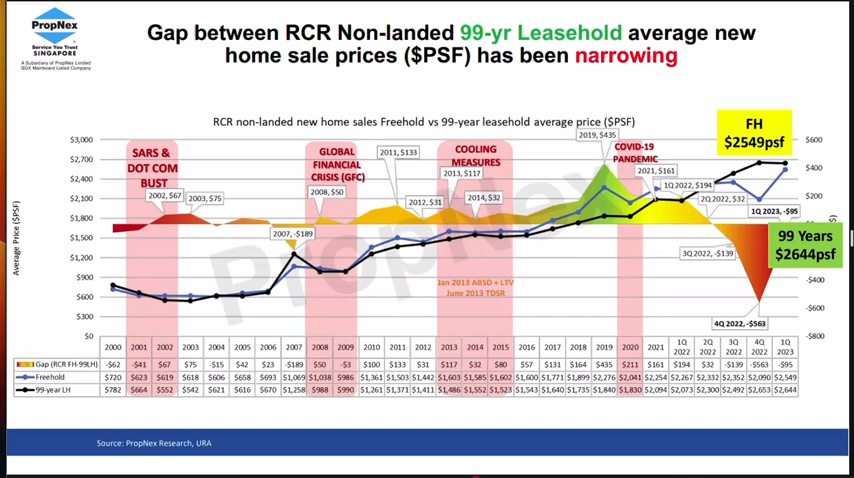 PropNex
Service You Trust
SINGAPORE
A Subsidiary of PropNex Limited
SGX Mainboard Listed Company
Gap between RCR Non-landed 99-yr Leasehold average new
home sale prices ($PSF) has been narrowing
RCR non-landed new home sales Freehold vs 99-year leasehold average price ($PSF)
FH
$2549psf
99 Years
$2644psf
Average Price ($PSF)
$3,000
$2,700
$2,400
$2,100
$1,800
$1,500
$1,200
$900
$600
$300
$0
$600
$400
$200
-$400
-$600
-$800
SARS &
DOT COM
BUST
2002, $67
2003, $75
2007, -$189
GLOBAL
FINANCIAL
CRISIS (GFC)
2008, $50
2011, $133
2012, $31
COOLING
MEASURES
2013, $117
2014, $32
Jan 2013 ABSD + LTV
June 2013 TDSR
2019, $435
COVID-19
PANDEMIC
2021, $161
1Q 2022, $194
2Q 2022, $32
3Q 2022, -$139
4Q 2022, -$563
1Q 2023, -$95
PropNex
2000 2001 2002 2003 2004 2005 2006 2007 2008 2009 2010 2011 2012 2013 2014 2015 2016 2017 2018 2019 2020 2021 1Q 2022 2Q 2022 3Q 2022 4Q 2022 1Q 2023
Gap (RCR FH-99LH) -$62 -$41 $67 $75 -$15 $42 $23 -$189 $50 -$3 $100 $133 $31 $117 $32 $80 $57 $131 $164 $435 $211 $161 $194 $32 -$139 -$563 -$95
Freehold $720 $623 $619 $618 $606 $658 $693 $1,069 $1,038 $986 $1,361 $1,503 $1,442 $1,603 $1,585 $1,602 $1,600 $1,771 $1,899 $2,276 $2,041 $2,254 $2,267 $2,332 $2,352 $2,090 $2,549
99-year LH $782 $664 $552 $542 $621 $616 $670 $1,258 $988 $990 $1,261 $1,371 $1,411 $1,486 $1,552 $1,523 $1,543 $1,640 $1,735 $1,840 $1,830 $2,094 $2,073 $2,300 $2,492 $2,653 $2,644
Source: PropNex Research, URA